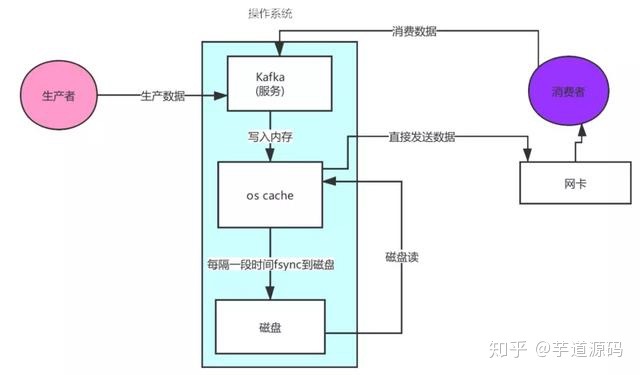 操作系统
消费数据
Kafka
(服务)
生产者
生产数据
消费者
写入内存
直接发送数据
os cache
网卡
每隔一段时间fsync到磁盘
磁盘读
磁盘
知乎 @芋道源码